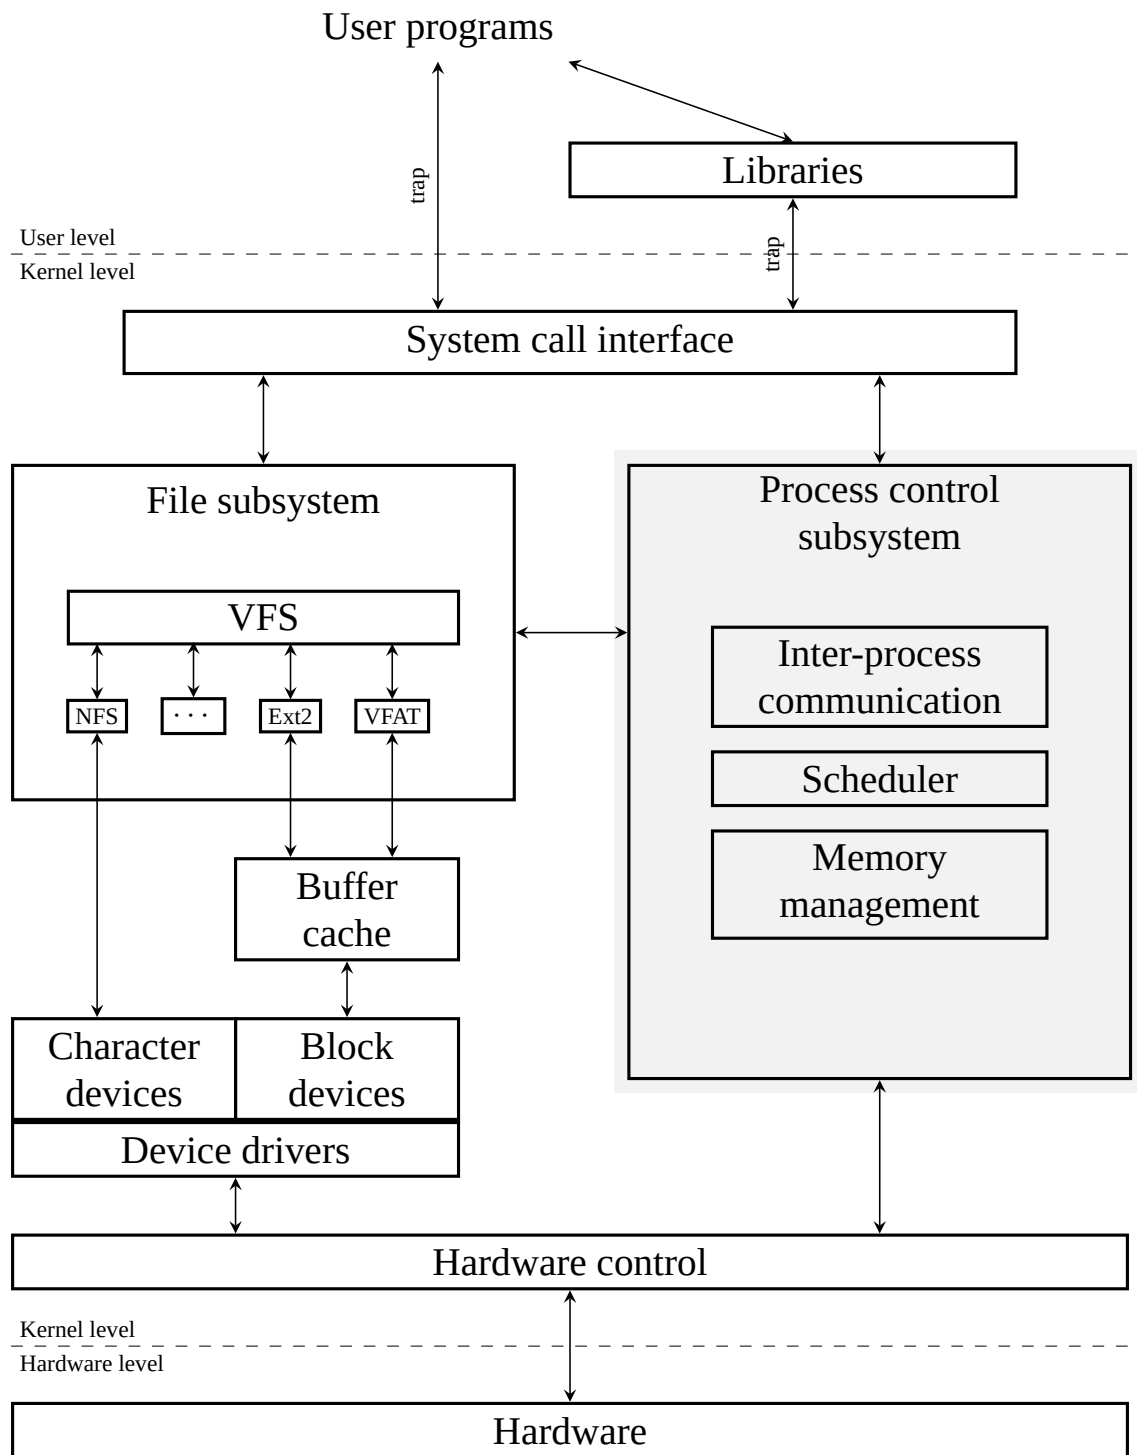 User programs
trap
Libraries
User level
trap
Kernel level
System call interface
File subsystem
Process control
subsystem
VFS
Inter-process
communication
NFS
· · ·
Ext2
VFAT
Scheduler
Memory
management
Buffer
cache
Character
devices
Block
devices
Device drivers
Hardware control
Kernel level
Hardware level
Hardware